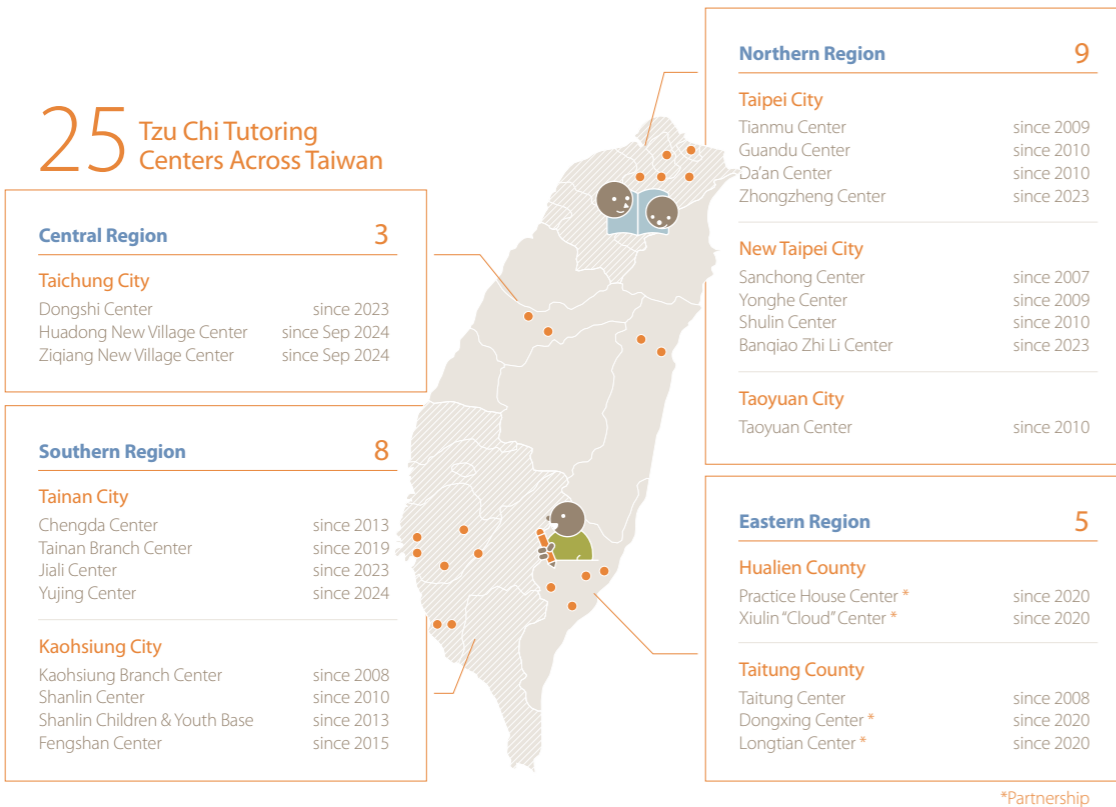 25 Tzu Chi Tutoring
Centers Across Taiwan
Central Region 3
Taichung City
Dongshi Center since 2023
Huadong New Village Center since Sep 2024
Ziqiang New Village Center since Sep 2024
Southern Region 8
Tainan City
Chengda Center since 2013
Tainan Branch Center since 2019
Jiali Center since 2023
Yujing Center since 2024
Kaohsiung City
Kaohsiung Branch Center since 2008
Shanlin Center since 2010
Shanlin Children & Youth Base since 2013
Fengshan Center since 2015
Northern Region 9
Taipei City
Tianmu Center since 2009
Guandu Center since 2010
Da’an Center since 2010
Zhongzheng Center since 2023
New Taipei City
Sanchong Center since 2007
Yonghe Center since 2009
Shulin Center since 2010
Banqiao Zhi Li Center since 2023
Taoyuan City
Taoyuan Center since 2010
Eastern Region 5
Hualien County
Practice House Center * since 2020
Xiulin “Cloud” Center * since 2020
Taitung County
Taitung Center since 2008
Dongxing Center * since 2020
Longtian Center * since 2020
*Partnership